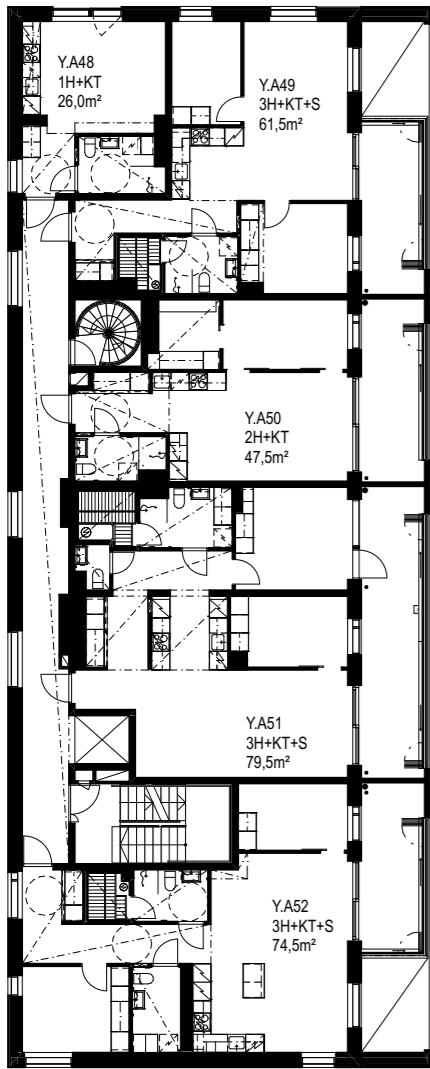 Y.A48
1H+KT
26,0m²
Y.A49
3H+KT+S
61,5m²
Y.A50
2H+KT
47,5m²
Y.A51
3H+KT+S
79,5m²
Y.A52
3H+KT+S
74,5m²